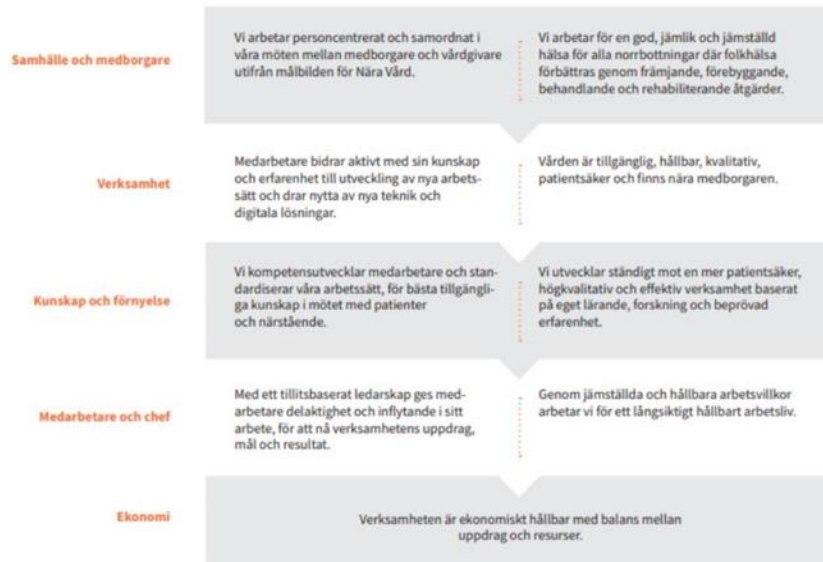 Samhälle och medborgare
Vi arbetar personcentrerat och samordnat i
våra möten mellan medborgare och vårdgivare
utifrån målbilden för Nära Vård.
Vi arbetar för en god, jämlik och jämställd
hälsa för alla norrbottningar där folkhälsa
förbättras genom främjande, förebyggande,
behandlande och rehabiliterande åtgärder.
Verksamhet
Medarbetare bidrar aktivt med sin kunskap
och erfarenhet till utveckling av nya arbets-
sätt och drar nytta av nya teknik och
digitala lösningar.
Vården är tillgänglig, hållbar, kvalitativ,
patientsäker och finns nära medborgaren.
Kunskap och förnyelse
Vi kompetensutvecklar medarbetare och stan-
dardiserar våra arbetssätt, för bästa tillgängli-
ga kunskap i mötet med patienter
och närstående.
Vi utvecklar ständigt mot en mer patientsäker,
högkvalitativ och effektiv verksamhet baserat
på eget lärande, forskning och beprövad
erfarenhet.
Medarbetare och chef
Med ett tillitsbaserat ledarskap ges med-
arbetare delaktighet och inflytande i sitt
arbete, för att nå verksamhetens uppdrag,
mål och resultat.
Genom jämställda och hållbara arbetsvillkor
arbetar vi för ett långsiktigt hållbart arbetsliv.
Ekonomi
Verksamheten är ekonomiskt hållbar med balans mellan
uppdrag och resurser.